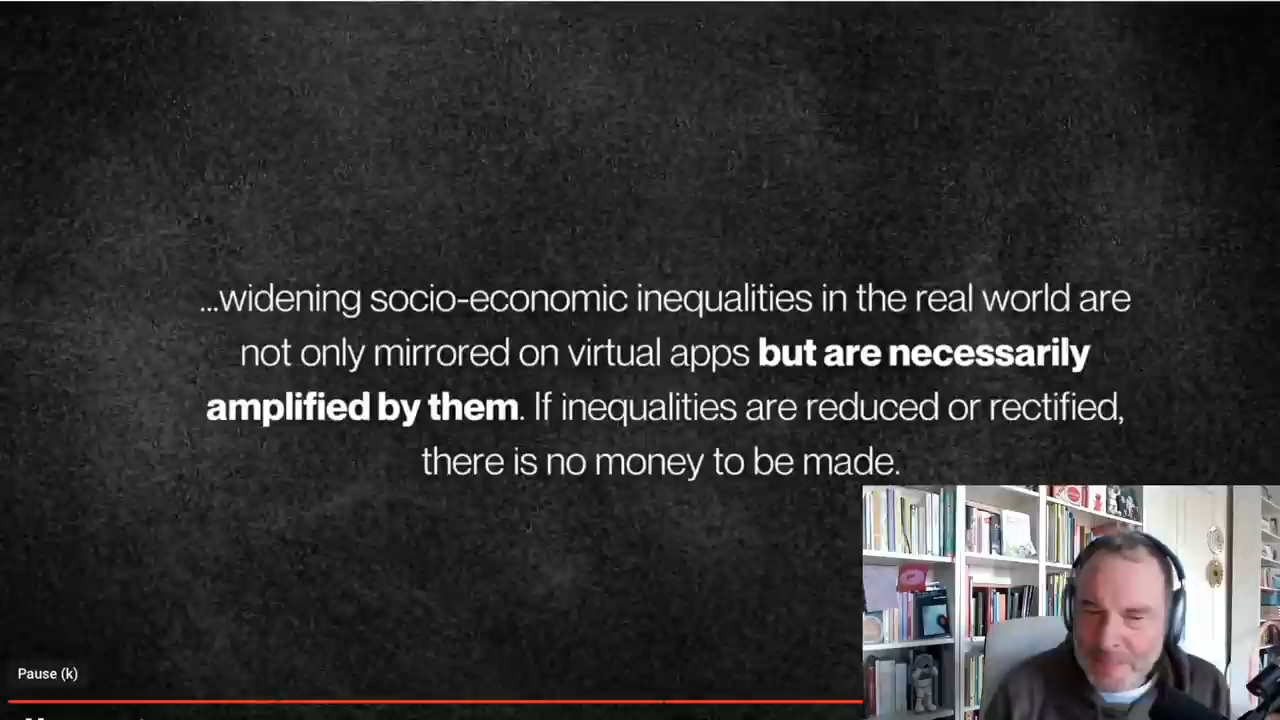 ...widening socio-economic inequalities in the real world are
not only mirrored on virtual apps but are necessarily
amplified by them. If inequalities are reduced or rectified,
there is no money to be made.
Pause (k)